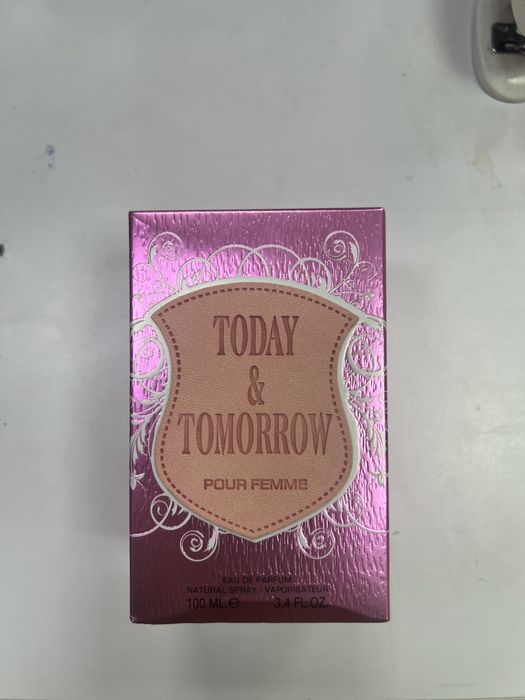 TODAY
&
TOMORROW
POUR FEMME
EAU DE PARFUM
NATURAL SPRAY - VAPORISATEUR
100 ML.e 3.4 FL.OZ.